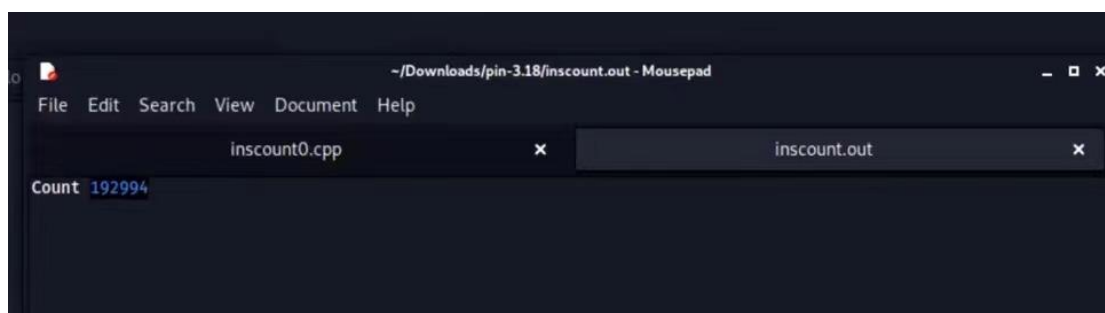 ~/Downloads/pin-3.18/inscount.out - Mousepad
File Edit Search View Document Help
inscount0.cpp
inscount.out
Count 192994